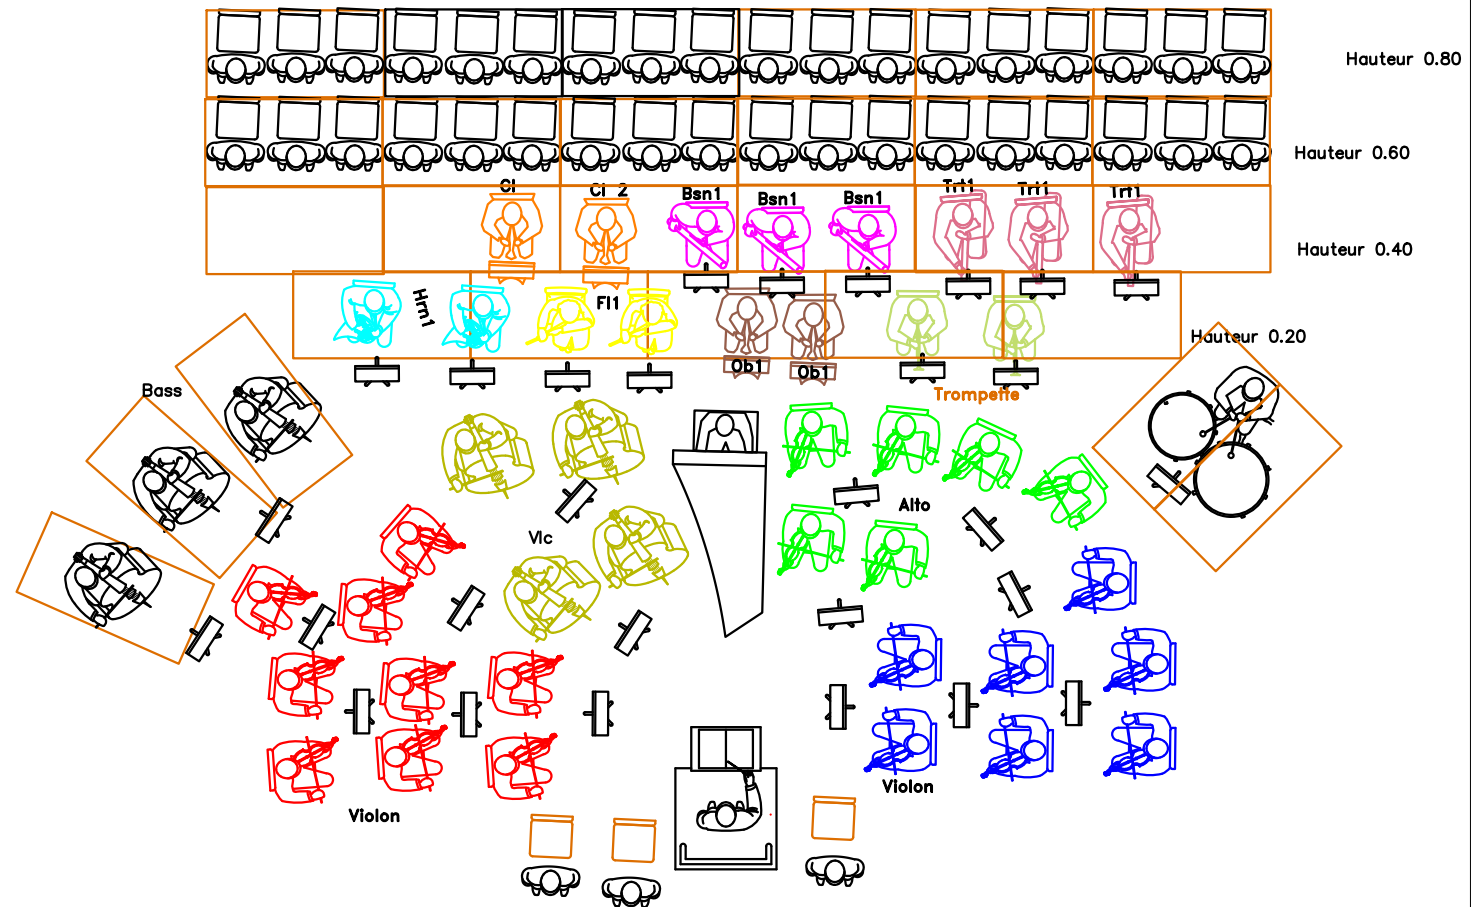 Hauteur 0.80
Hauteur 0.60
Cl
Cl 2
Bsn1
Bsn1
Bsn1
Trt1
Trt1
Trt1
Hauteur 0.40
Hrn1
Fl1
Hauteur 0.20
Ob1
Ob1
Bass
Trompette
Alto
Vlc
Violon
Violon